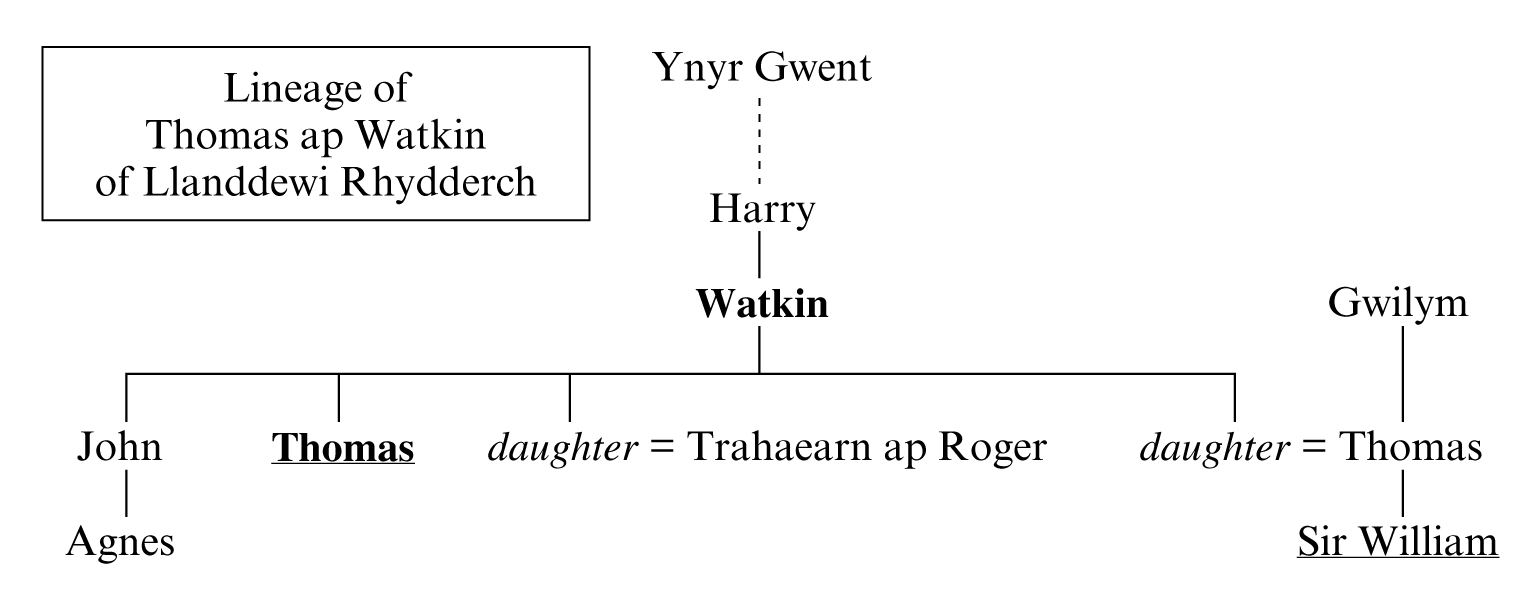 Lineage of
Thomas ap Watkin
of Llanddewi Rhydderch
Ynyr Gwent
Harry
Watkin
Gwilym
John
Thomas
daughter = Trahaearn ap Roger
daughter = Thomas
Agnes
Sir William